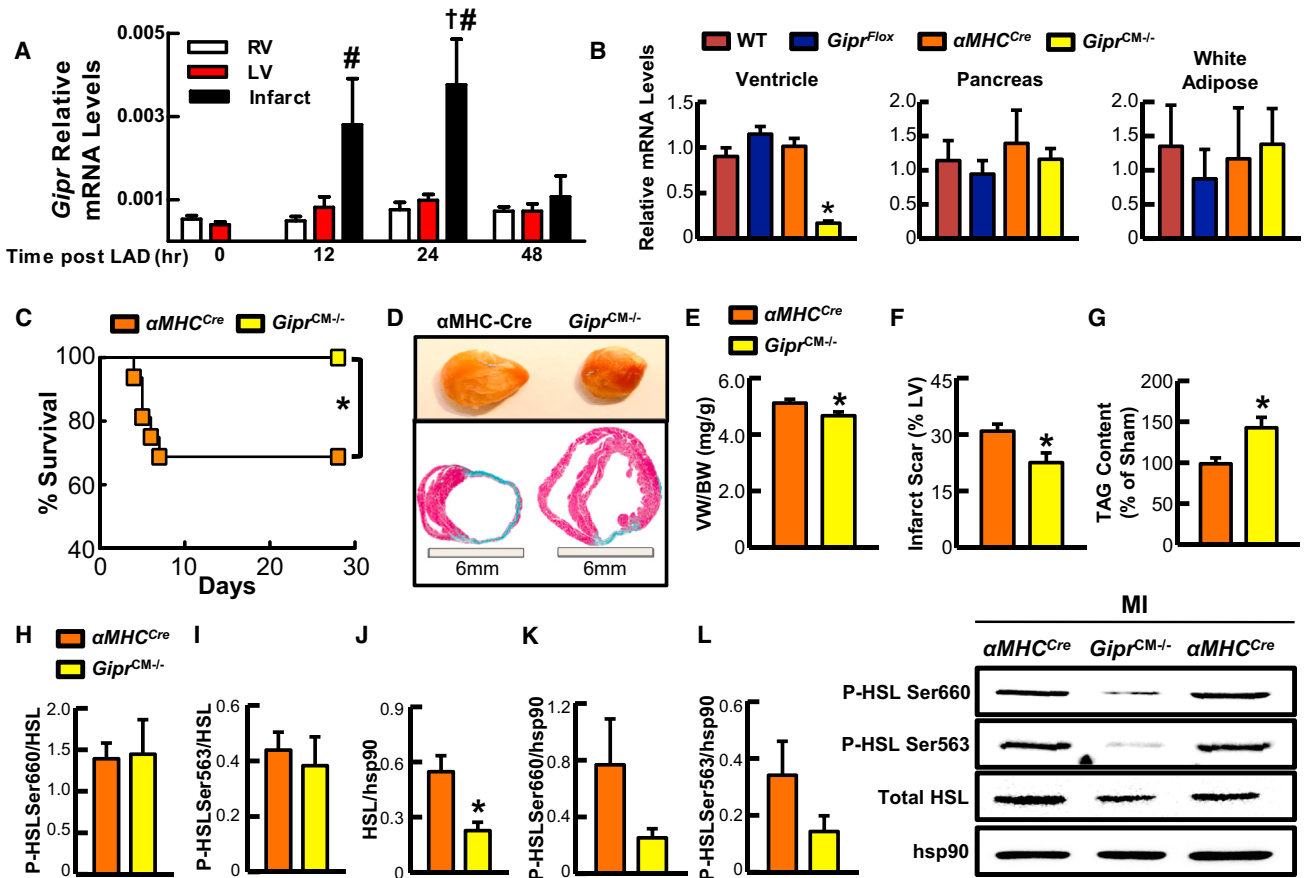 A
Gipr Relative
mRNA Levels
0.005
0.003
0.001
RV
LV
Infarct
#
†#
Time post LAD (hr)
0
12
24
48
B
WT
Gipr^Flox
αMHC^Cre
Gipr^CM-/-
Relative mRNA Levels
Ventricle
1.5
1.0
0.5
0
*
Pancreas
2.0
1.5
1.0
0.5
0
White
Adipose
2.0
1.5
1.0
0.5
0
C
αMHC^Cre
Gipr^CM-/-
% Survival
100
80
60
40
0
10
20
30
Days
*
D
αMHC-Cre
Gipr^CM-/-
6mm
6mm
E
αMHC^Cre
Gipr^CM-/-
VW/BW (mg/g)
6.0
4.0
2.0
0
*
F
Infarct Scar (% LV)
45
30
15
0
*
G
TAG Content
(% of Sham)
200
150
100
50
0
*
H
αMHC^Cre
Gipr^CM-/-
P-HSLSer660/HSL
2.0
1.5
1.0
0.5
0
I
P-HSLSer563/HSL
0.6
0.4
0.2
0
J
HSL/hsp90
0.9
0.6
0.3
0
*
K
P-HSLSer660/hsp90
1.2
0.8
0.4
0
L
P-HSLSer563/hsp90
0.6
0.4
0.2
0
MI
αMHC^Cre
Gipr^CM-/-
αMHC^Cre
P-HSL Ser660
P-HSL Ser563
Total HSL
hsp90